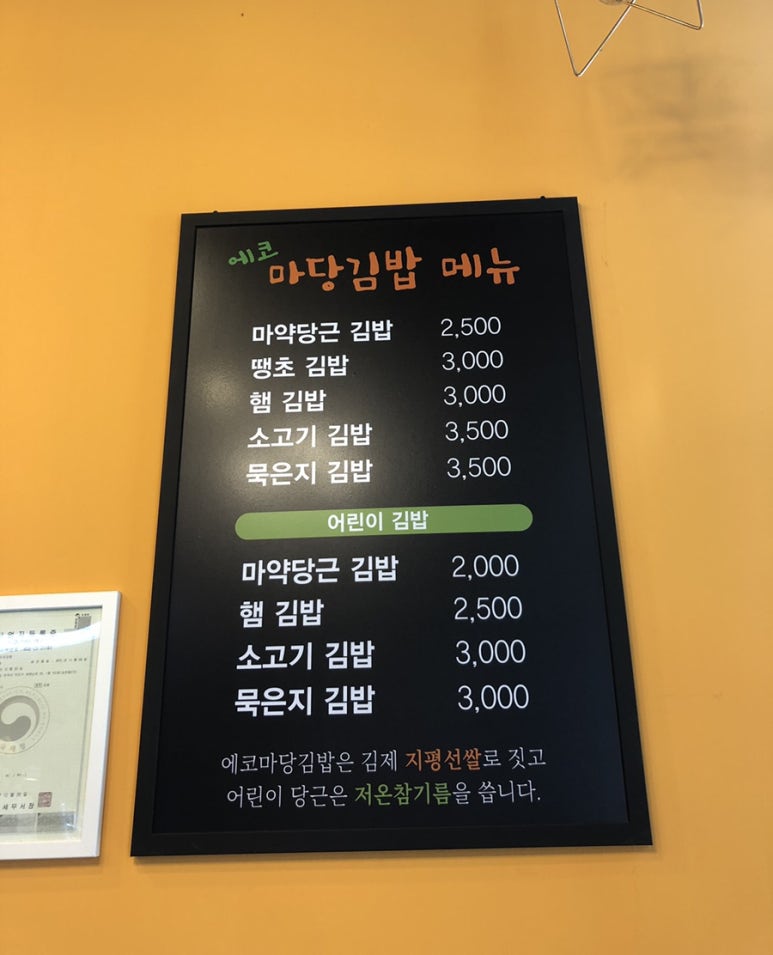 에코
마당김밥 메뉴
마약당근 김밥 2,500
땡초 김밥 3,000
햄 김밥 3,000
소고기 김밥 3,500
묵은지 김밥 3,500
어린이 김밥
마약당근 김밥 2,000
햄 김밥 2,500
소고기 김밥 3,000
묵은지 김밥 3,000
에코마당김밥은 김제 지평선쌀로 짓고
어린이 당근은 저온참기름을 씁니다.
세무서장